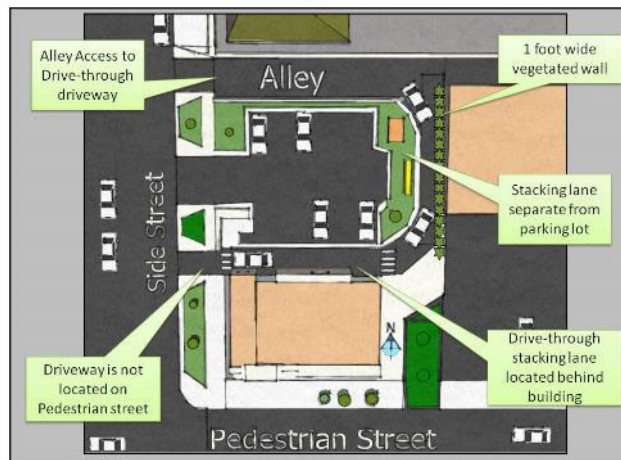 Alley Access to
Drive-through
driveway
Alley
1 foot wide
vegetated wall
Side Street
Stacking lane
separate from
parking lot
N
Driveway is not
located on
Pedestrian street
Drive-through
stacking lane
located behind
building
Pedestrian Street